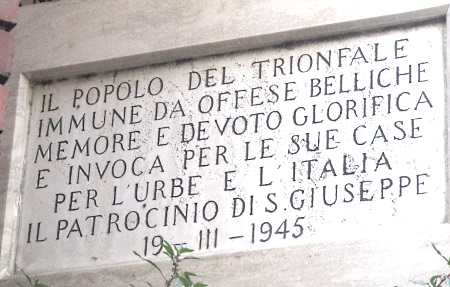 IL POPOLO DEL TRIONFALE
IMMUNE DA OFFESE BELLICHE
MEMORE E DEVOTO GLORIFICA
E INVOCA PER LE SUE CASE
PER L'URBE E L'ITALIA
IL PATROCINIO DI S.GIUSEPPE
19-III-1945